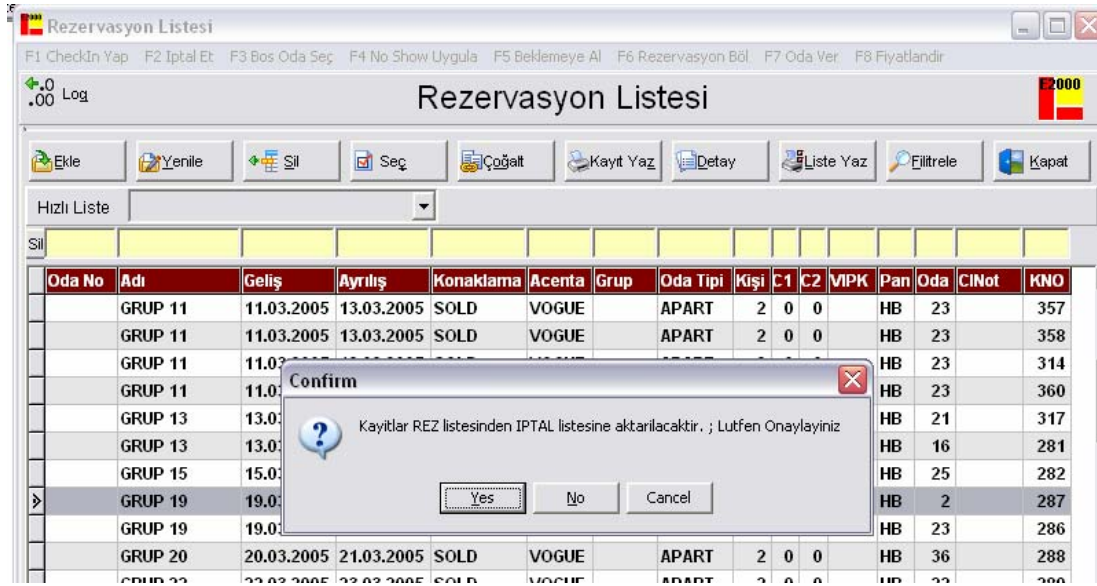 Rezervasyon Listesi
F1 CheckIn Yap F2 Iptal Et F3 Bos Oda Seç F4 No Show Uygula F5 Beklemeye Al F6 Rezervasyon Böl F7 Oda Ver F8 Fiyatlandir
.0 .00 Log Rezervasyon Listesi E2000
Ekle Yenile Sil Seç Çoğalt Kayıt Yaz Detay Liste Yaz Filitrele Kapat
Hızlı Liste
Sil
Oda No Adı Geliş Ayrılış Konaklama Acenta Grup Oda Tipi Kişi C1 C2 VIPK Pan Oda CINot KNO
GRUP 11 11.03.2005 13.03.2005 SOLD VOGUE APART 2 0 0 HB 23 357
GRUP 11 11.03.2005 13.03.2005 SOLD VOGUE APART 2 0 0 HB 23 358
GRUP 11 HB 23 314
GRUP 11 HB 23 360
GRUP 13 HB 21 317
GRUP 13 HB 16 281
GRUP 15 HB 25 282
GRUP 19 HB 2 287
GRUP 19 HB 23 286
GRUP 20 20.03.2005 21.03.2005 SOLD VOGUE APART 2 0 0 HB 36 288
Confirm
Kayitlar REZ listesinden IPTAL listesine aktarilacaktir. ; Lutfen Onaylayiniz
Yes No Cancel